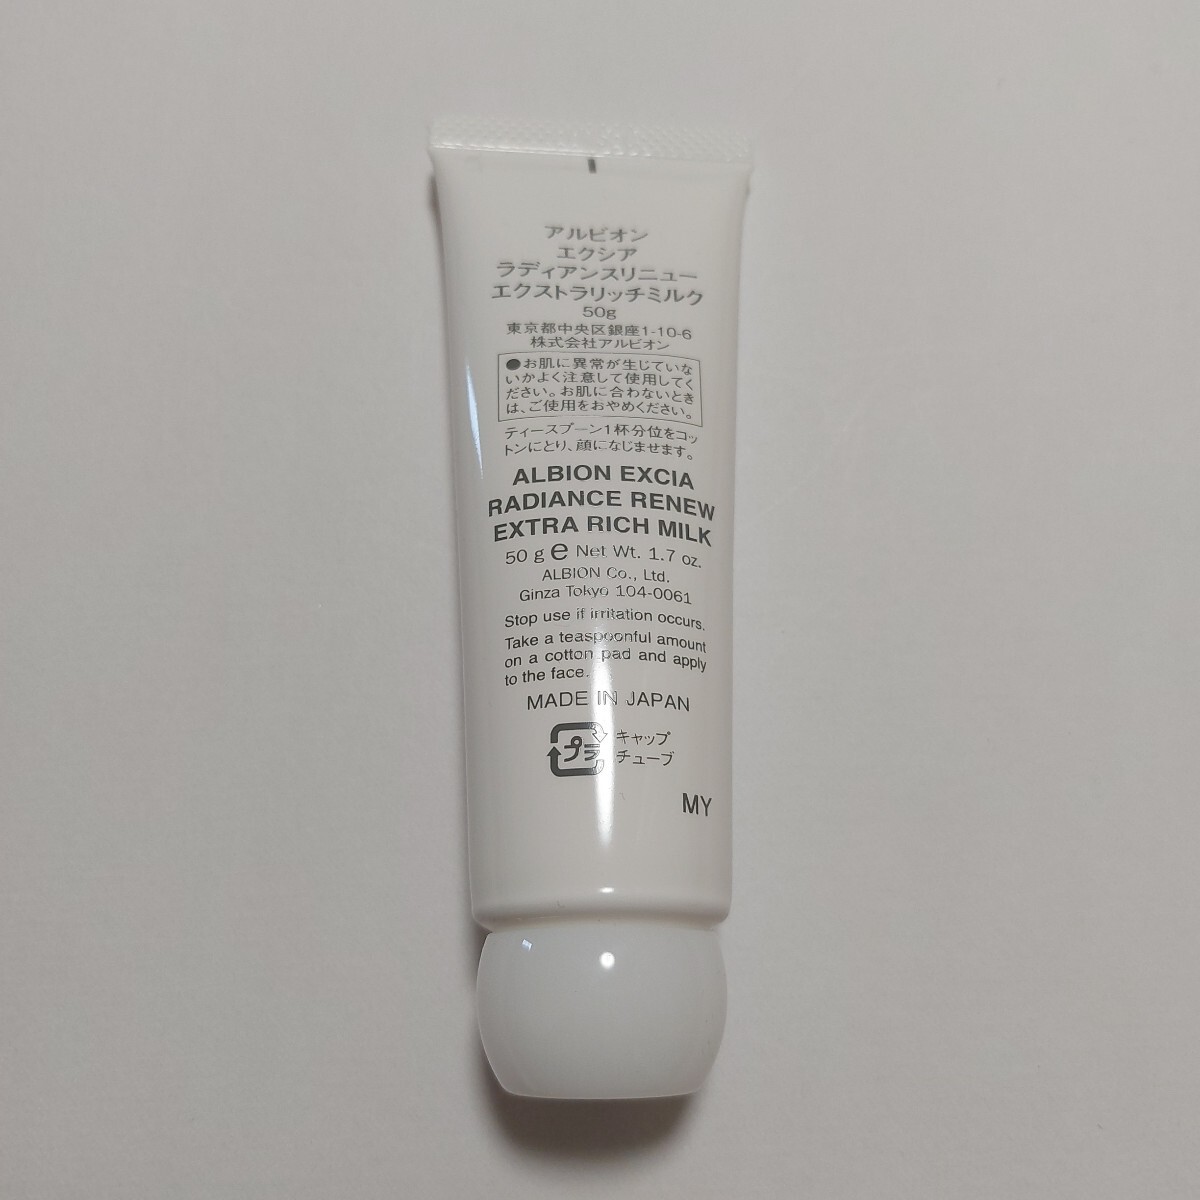 アルビオン
エクシア
ラディアンスリニュー
エクストラリッチミルク
50g
東京都中央区銀座1-10-6
株式会社アルビオン
●お肌に異常が生じていな
いかよく注意して使用してく
ださい。お肌に合わないとき
は、ご使用をおやめください。
ティースプーン1杯分位をコッ
トンにとり、顔になじませます。
ALBION EXCIA
RADIANCE RENEW
EXTRA RICH MILK
50 g e Net Wt. 1.7 oz.
ALBION Co., Ltd.
Ginza Tokyo 104-0061
Stop use if irritation occurs.
Take a teaspoonful amount
on a cotton pad and apply
to the face.
MADE IN JAPAN
プラ キャップ
チューブ
MY